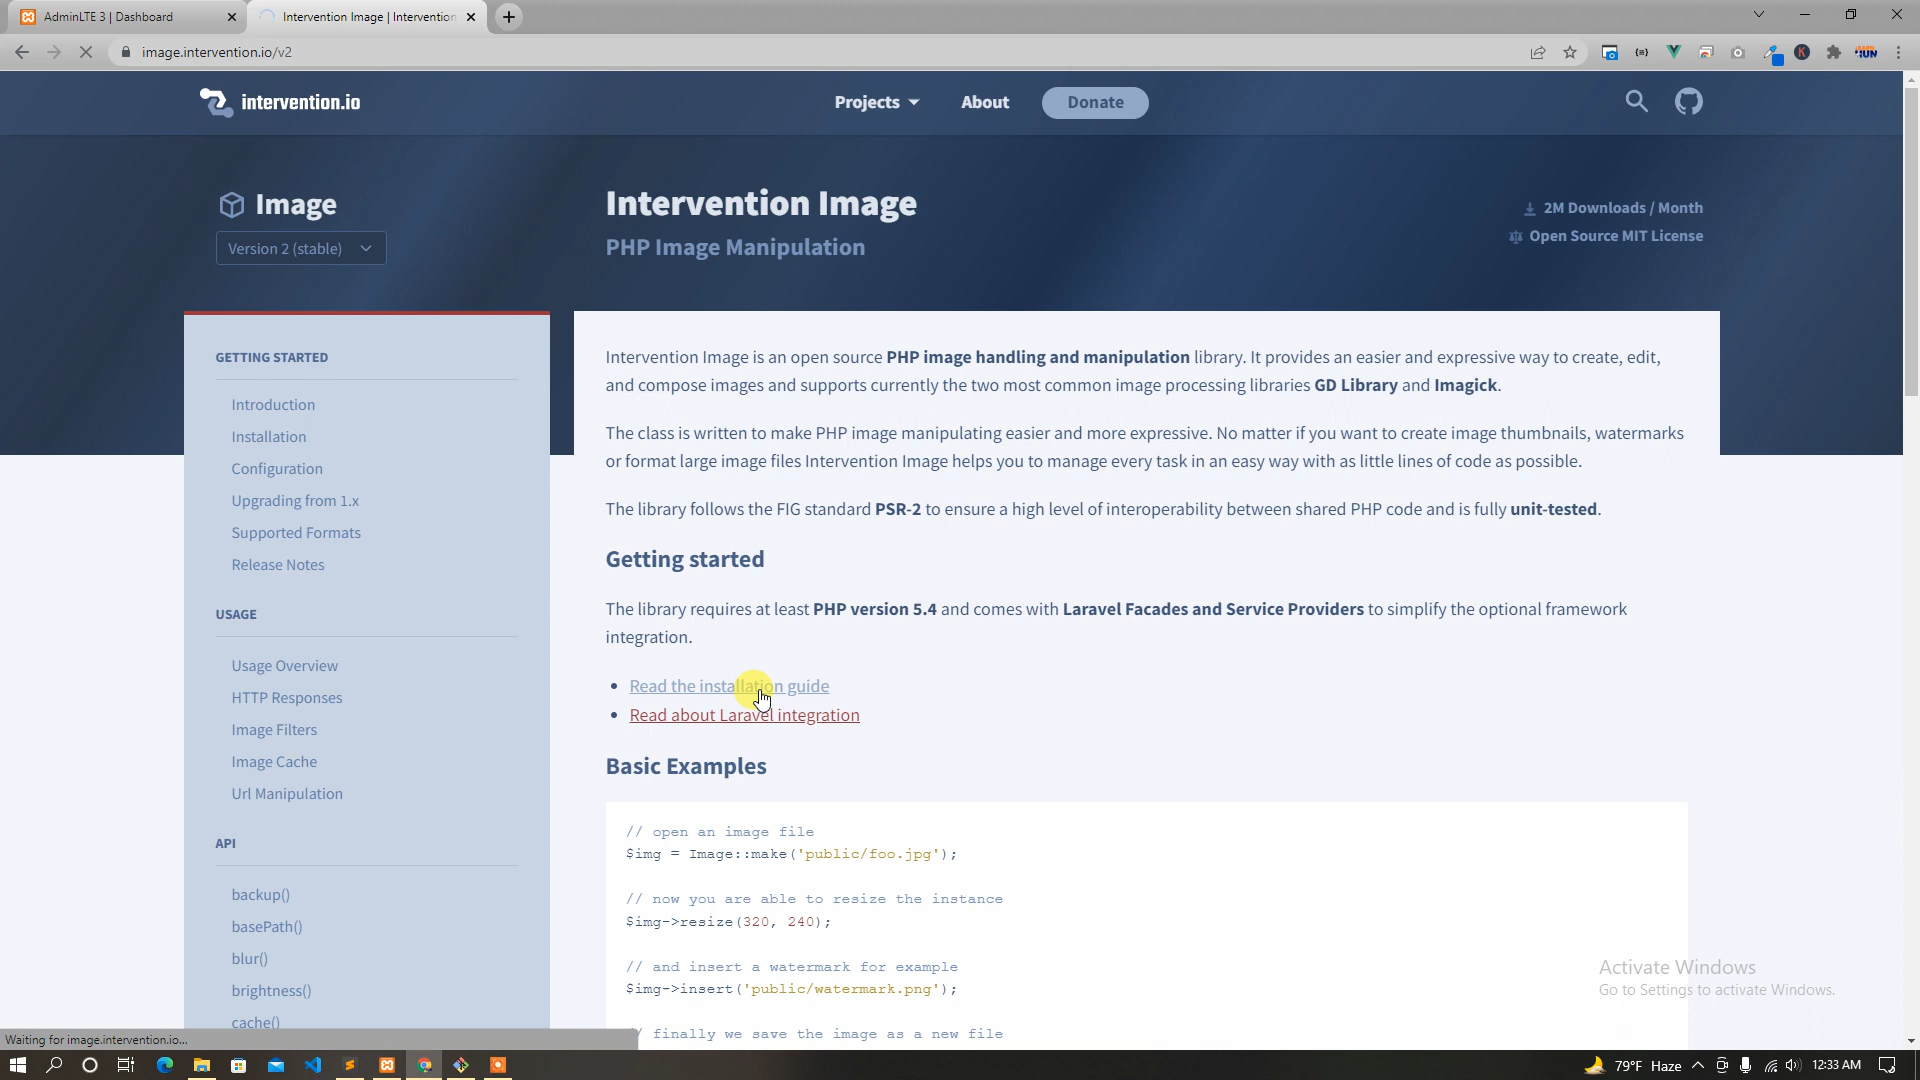 AdminLTE 3 | Dashboard
Intervention Image | Intervention
image.intervention.io/v2
intervention.io
Projects
About
Donate
Image
Version 2 (stable)
Intervention Image
PHP Image Manipulation
2M Downloads / Month
Open Source MIT License
GETTING STARTED
Introduction
Installation
Configuration
Upgrading from 1.x
Supported Formats
Release Notes
USAGE
Usage Overview
HTTP Responses
Image Filters
Image Cache
Url Manipulation
API
backup()
basePath()
blur()
brightness()
cache()
Intervention Image is an open source PHP image handling and manipulation library. It provides an easier and expressive way to create, edit,
and compose images and supports currently the two most common image processing libraries GD Library and Imagick.
The class is written to make PHP image manipulating easier and more expressive. No matter if you want to create image thumbnails, watermarks
or format large image files Intervention Image helps you to manage every task in an easy way with as little lines of code as possible.
The library follows the FIG standard PSR-2 to ensure a high level of interoperability between shared PHP code and is fully unit-tested.
Getting started
The library requires at least PHP version 5.4 and comes with Laravel Facades and Service Providers to simplify the optional framework
integration.
Read the installation guide
Read about Laravel integration
Basic Examples
// open an image file
$img = Image::make('public/foo.jpg');
// now you are able to resize the instance
$img->resize(320, 240);
// and insert a watermark for example
$img->insert('public/watermark.png');
/ finally we save the image as a new file
Activate Windows
Go to Settings to activate Windows.
Waiting for image.intervention.io...
79°F Haze
12:33 AM